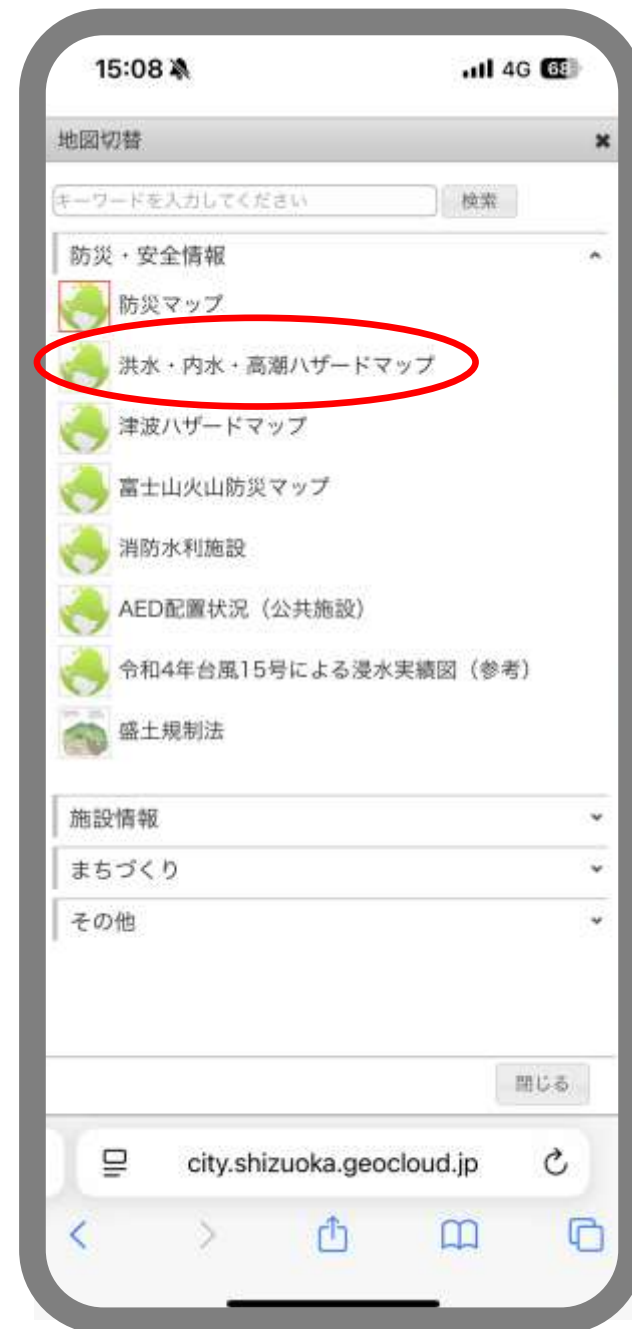 15:08 4G 68
地図切替
キーワードを入力してください 検索
防災・安全情報
防災マップ
洪水・内水・高潮ハザードマップ
津波ハザードマップ
富士山火山防災マップ
消防水利施設
AED配置状況（公共施設）
令和4年台風15号による浸水実績図（参考）
盛土規制法
施設情報
まちづくり
その他
閉じる
city.shizuoka.geocloud.jp